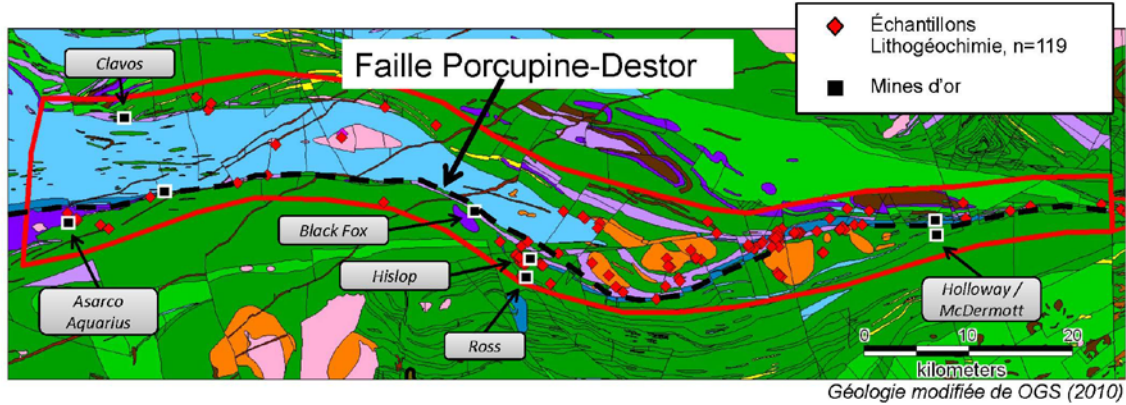 Échantillons
Lithogéochimie, n=119
Mines d'or
Clavos
Faille Porcupine-Destor
Black Fox
Hislop
Asarco
Aquarius
Ross
Holloway /
McDermott
0 10 20
kilometers
Géologie modifiée de OGS (2010)